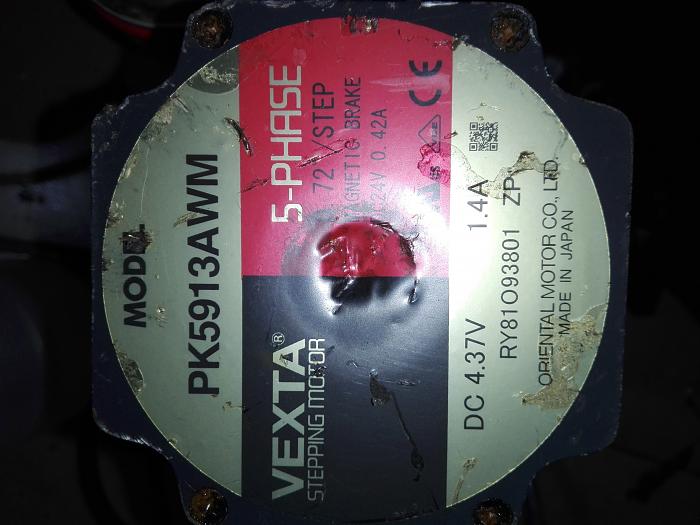 MODEL
PK5913AWM
VEXTA® 5-PHASE
STEPPING MOTOR 72 /STEP
MAGNETIC BRAKE
24V 0.42A
CE
DC 4.37V 1.4A
RY81O93801 ZP
ORIENTAL MOTOR CO., LTD.
MADE IN JAPAN